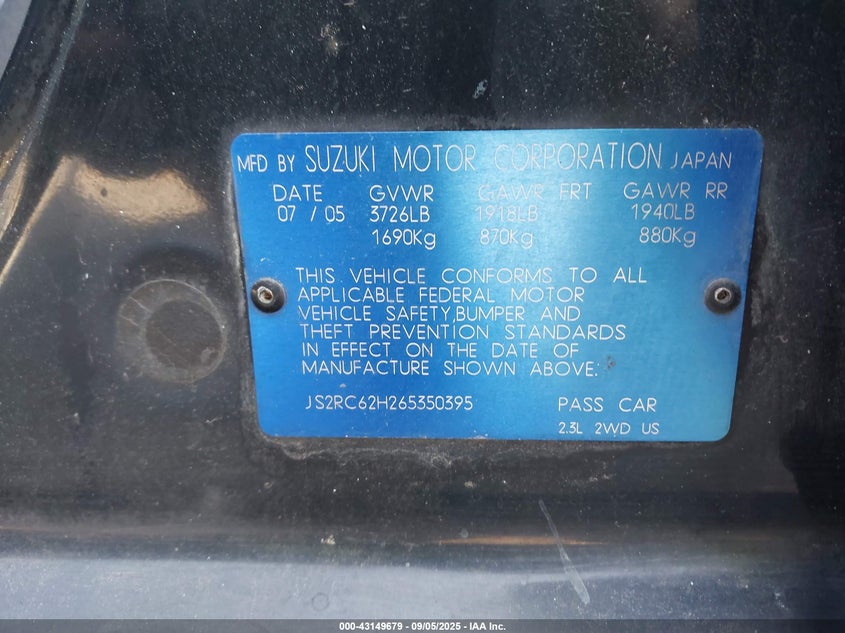 MFD BY SUZUKI MOTOR CORPORATION JAPAN
DATE GVWR GAWR FRT GAWR RR
07 / 05 3726LB 1918LB 1940LB
1690Kg 870Kg 880Kg
THIS VEHICLE CONFORMS TO ALL
APPLICABLE FEDERAL MOTOR
VEHICLE SAFETY,BUMPER AND
THEFT PREVENTION STANDARDS
IN EFFECT ON THE DATE OF
MANUFACTURE SHOWN ABOVE:
JS2RC62H265350395 PASS CAR
2.3L 2WD US
000-43149679 - 09/05/2025 - IAA Inc.